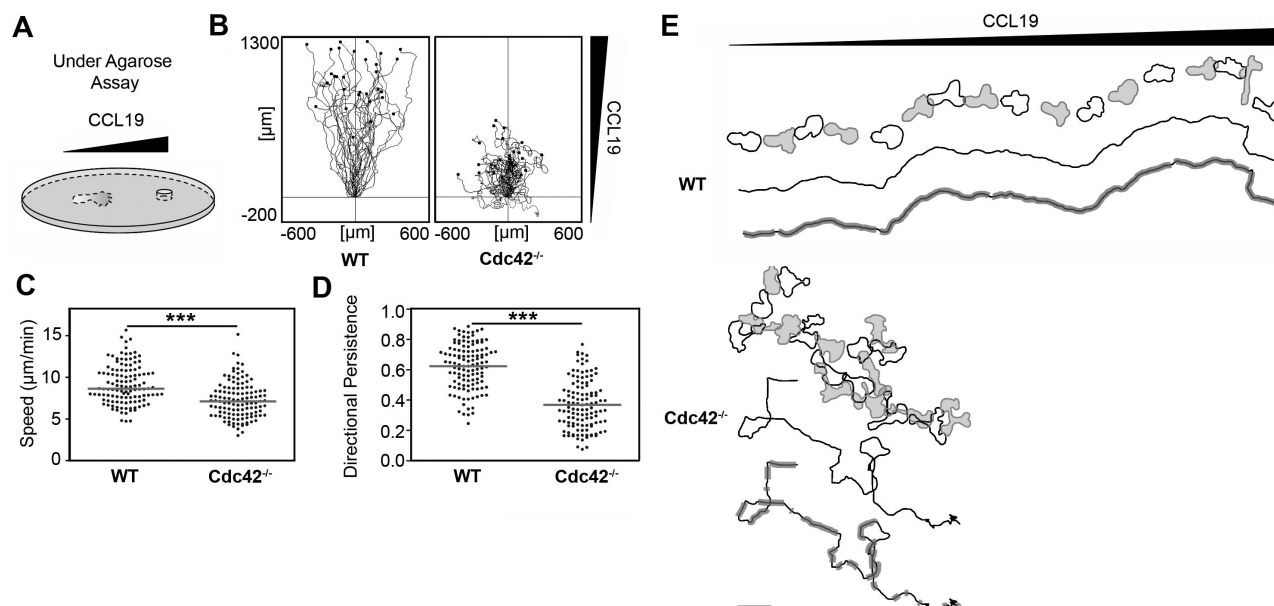 A
Under Agarose
Assay
CCL19
B
1300
[µm]
-200
-600 [µm] 600
WT
-600 [µm] 600
Cdc42-/-
CCL19
C
***
Speed (µm/min)
15
10
5
0
WT Cdc42-/-
D
***
Directional Persistence
1.0
0.8
0.6
0.4
0.2
0.0
WT Cdc42-/-
E
CCL19
WT
Cdc42-/-